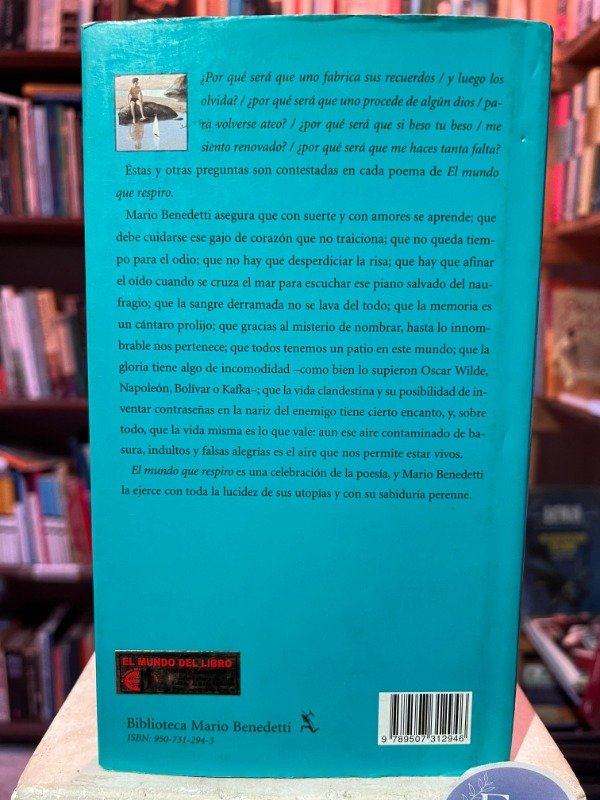 ¿Por qué será que uno fabrica sus recuerdos / y luego los
olvida? / ¿por qué será que uno procede de algún dios / pa-
ra volverse ateo? / ¿por qué será que si beso tu beso / me
siento renovado? / ¿por qué será que me haces tanta falta?
Éstas y otras preguntas son contestadas en cada poema de El mundo
que respiro.
Mario Benedetti asegura que con suerte y con amores se aprende; que
debe cuidarse ese gajo de corazón que no traiciona; que no queda tiem-
po para el odio; que no hay que desperdiciar la risa; que hay que afinar
el oído cuando se cruza el mar para escuchar ese piano salvado del nau-
fragio; que la sangre derramada no se lava del todo; que la memoria es
un cántaro prolijo; que gracias al misterio de nombrar, hasta lo innom-
brable nos pertenece; que todos tenemos un patio en este mundo; que la
gloria tiene algo de incomodidad –como bien lo supieron Oscar Wilde,
Napoleón, Bolívar o Kafka–; que la vida clandestina y su posibilidad de in-
ventar contraseñas en la nariz del enemigo tiene cierto encanto, y, sobre
todo, que la vida misma es lo que vale: aun ese aire contaminado de ba-
sura, indultos y falsas alegrías es el aire que nos permite estar vivos.
El mundo que respiro es una celebración de la poesía, y Mario Benedetti
la ejerce con toda la lucidez de sus utopías y con su sabiduría perenne.
EL MUNDO DEL LIBRO
Biblioteca Mario Benedetti
ISBN: 950-731-294-3
9 789507 312946